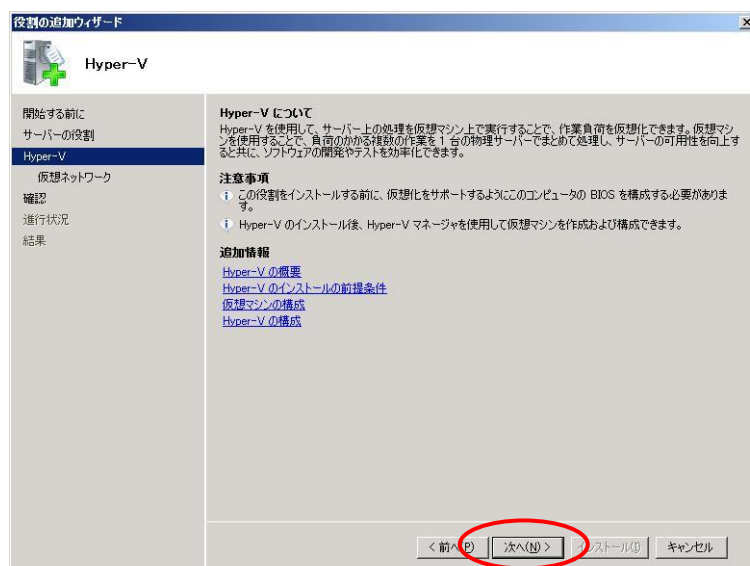 役割の追加ウィザード
Hyper-V
開始する前に
サーバーの役割
Hyper-V
仮想ネットワーク
確認
進行状況
結果
Hyper-V について
Hyper-V を使用して、サーバー上の処理を仮想マシン上で実行することで、作業負荷を仮想化できます。仮想マシ
ンを使用することで、負荷のかかる複数の作業を 1 台の物理サーバーでまとめて処理し、サーバーの可用性を向上す
ると共に、ソフトウェアの開発やテストを効率化できます。
注意事項
この役割をインストールする前に、仮想化をサポートするようにこのコンピュータの BIOS を構成する必要がありま
す。
Hyper-V のインストール後、Hyper-V マネージャを使用して仮想マシンを作成および構成できます。
追加情報
Hyper-V の概要
Hyper-V のインストールの前提条件
仮想マシンの構成
Hyper-V の構成
< 前へ(P) 次へ(N) > インストール(I) キャンセル